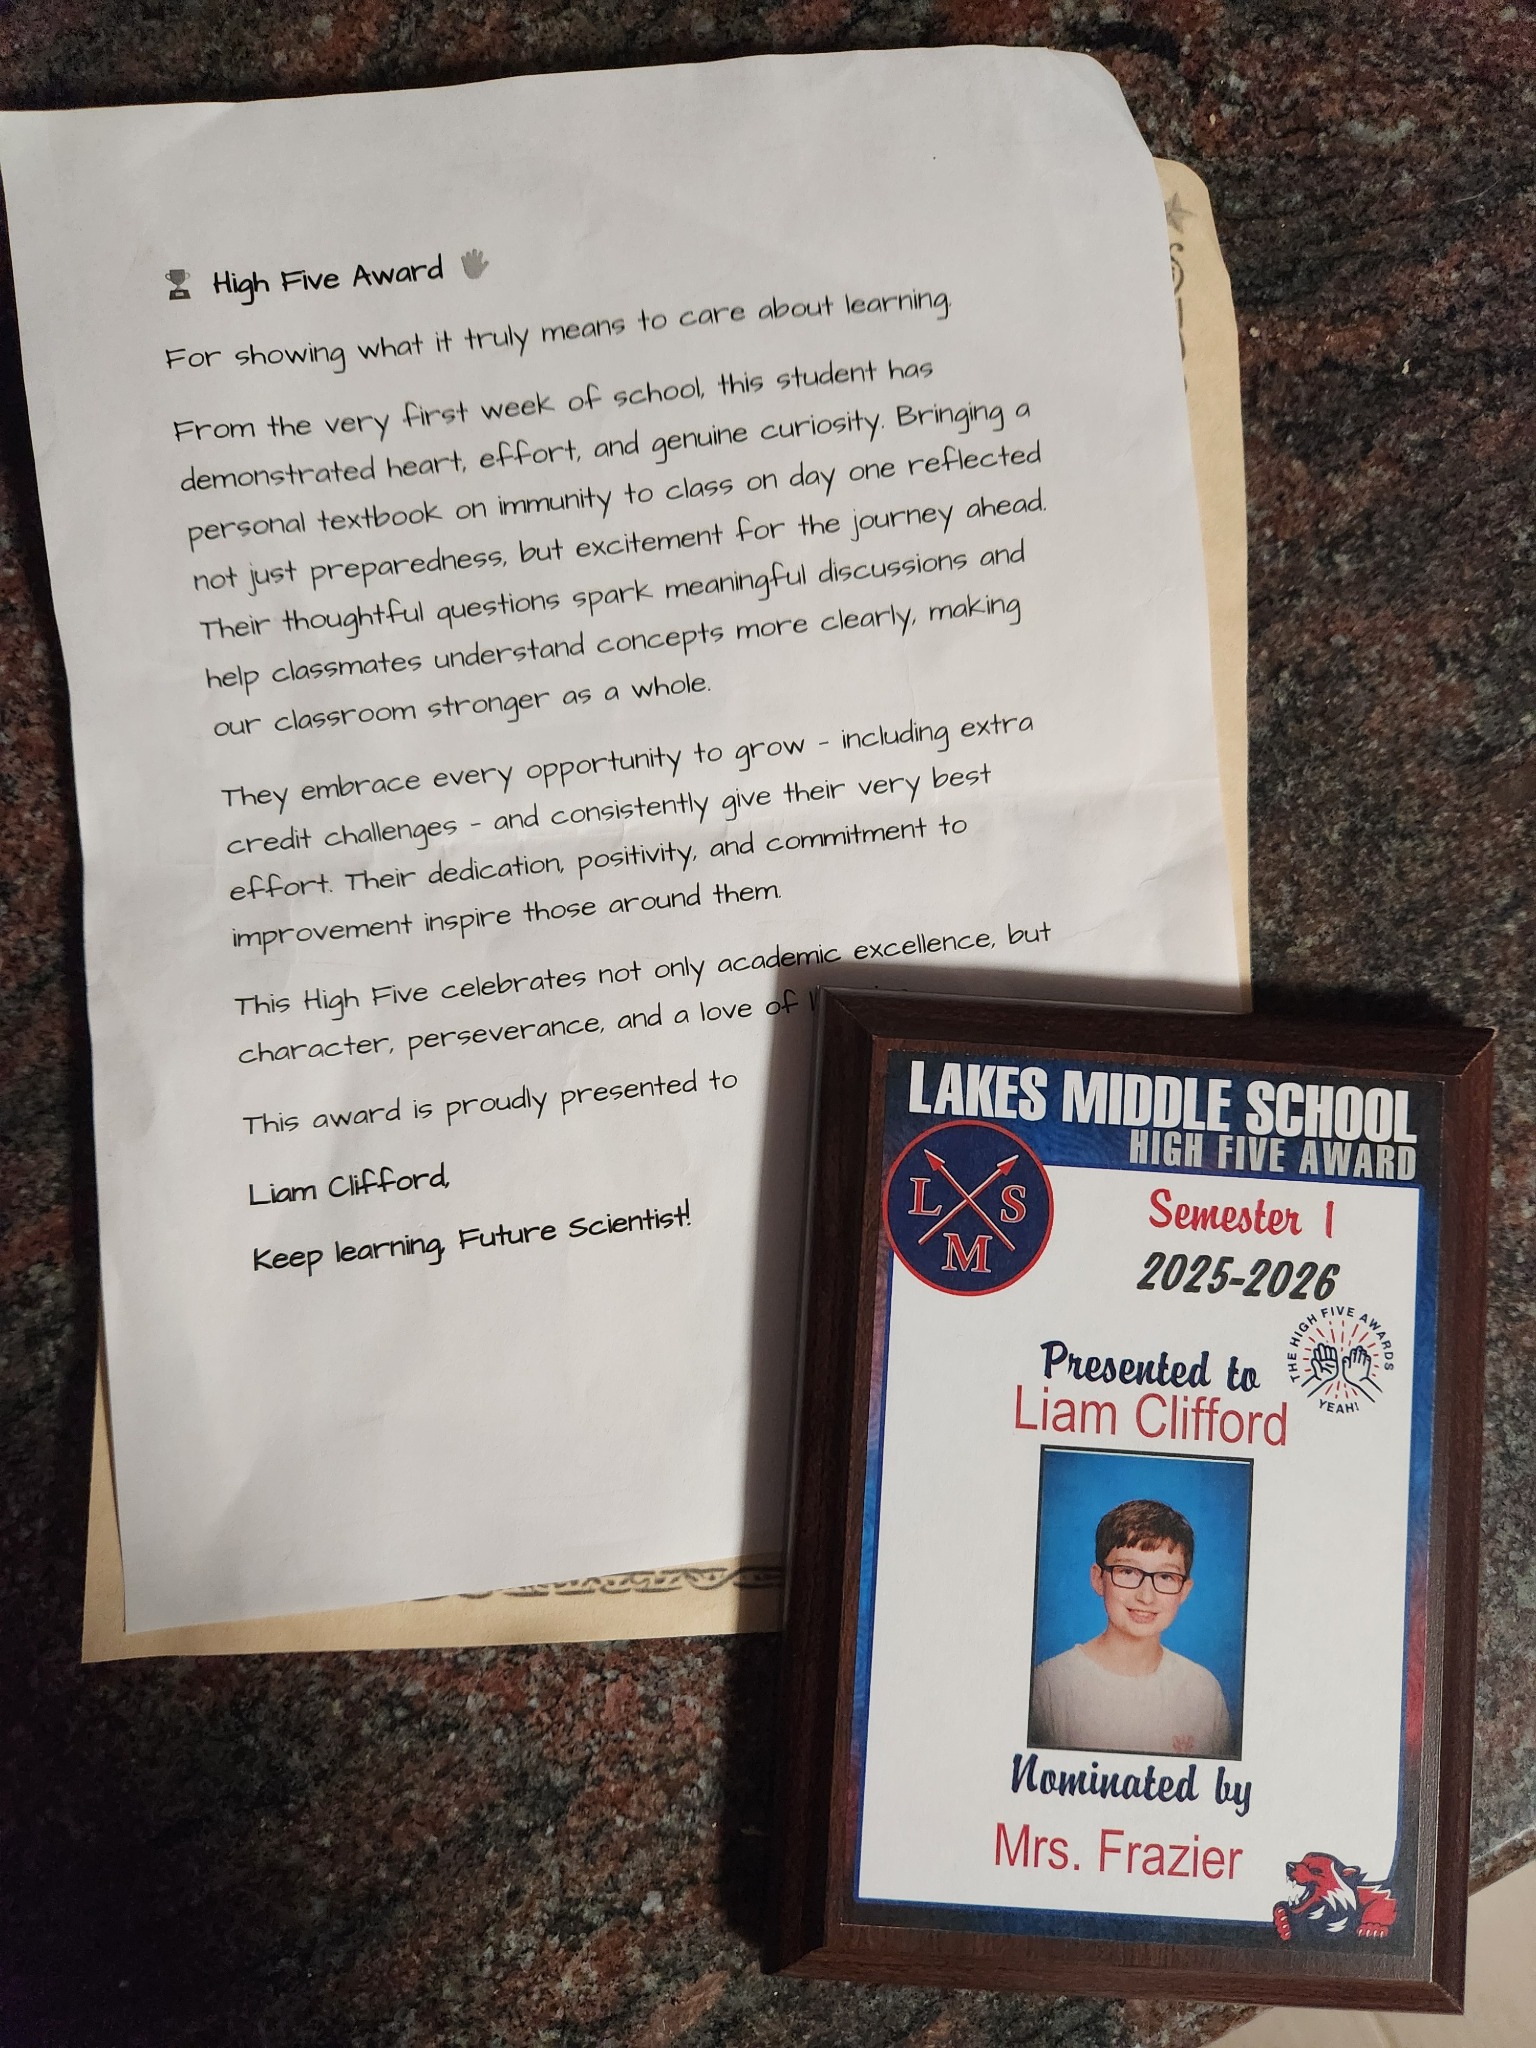 High Five Award
For showing what it truly means to care about learning.
From the very first week of school, this student has
demonstrated heart, effort, and genuine curiosity. Bringing a
personal textbook on immunity to class on day one reflected
not just preparedness, but excitement for the journey ahead.
Their thoughtful questions spark meaningful discussions and
help classmates understand concepts more clearly, making
our classroom stronger as a whole.
They embrace every opportunity to grow - including extra
credit challenges - and consistently give their very best
effort. Their dedication, positivity, and commitment to
improvement inspire those around them.
This High Five celebrates not only academic excellence, but
character, perseverance, and a love of
This award is proudly presented to
Liam Clifford,
Keep learning, Future Scientist!
LAKES MIDDLE SCHOOL
HIGH FIVE AWARD
L S
M
Semester 1
2025-2026
THE HIGH FIVE AWARDS
YEAH!
Presented to
Liam Clifford
Nominated by
Mrs. Frazier